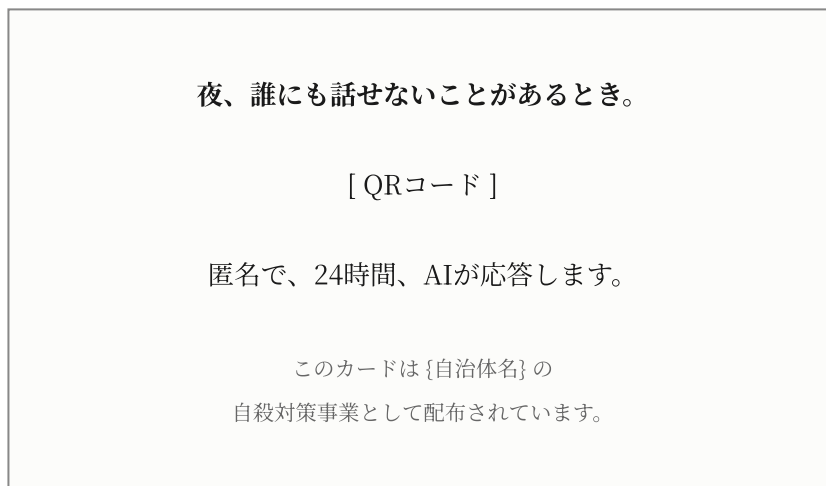 夜、誰にも話せないことがあるとき。
[ QRコード ]
匿名で、24時間、AIが応答します。
このカードは {自治体名} の
自殺対策事業として配布されています。